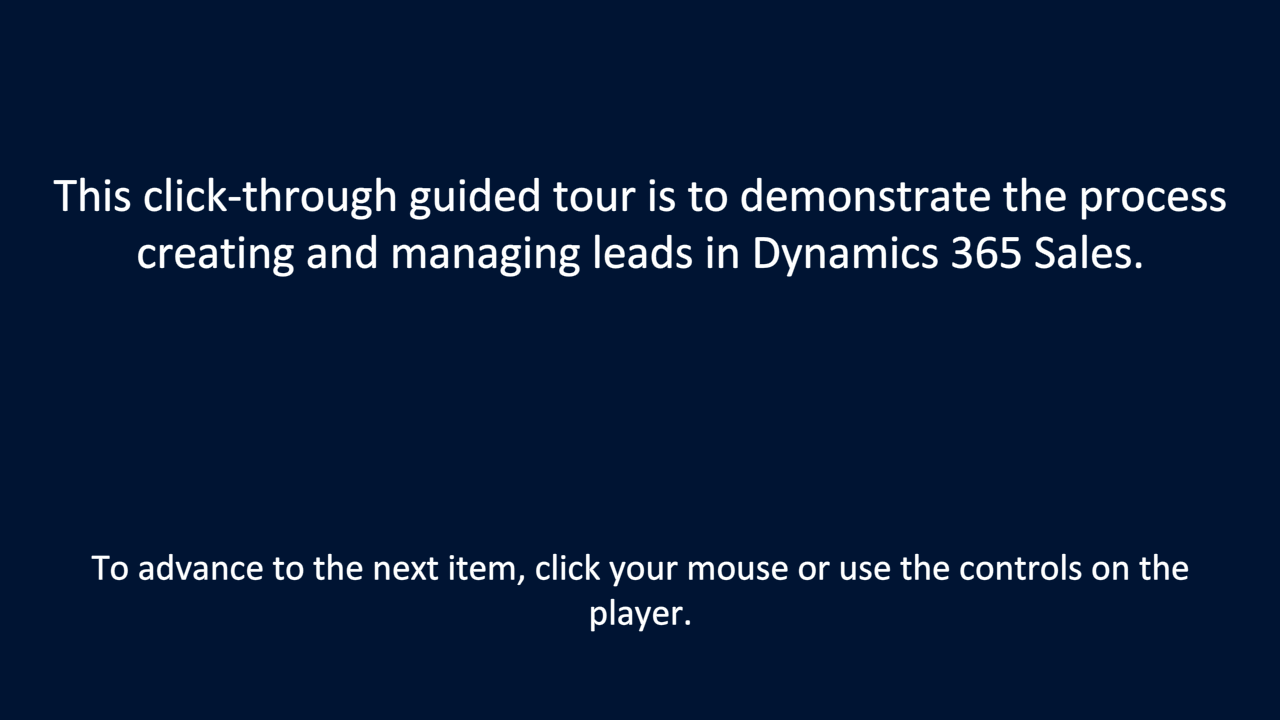 This click-through guided tour is to demonstrate the process
creating and managing leads in Dynamics 365 Sales.
To advance to the next item, click your mouse or use the controls on the
player.